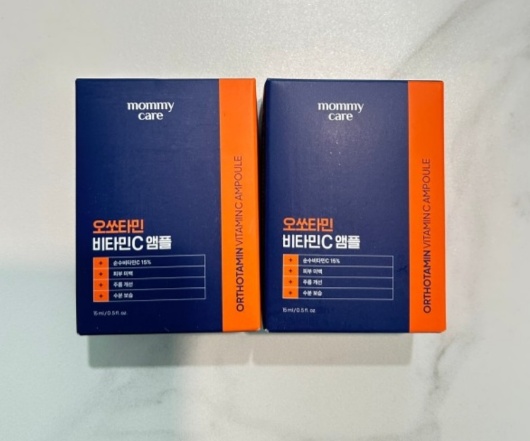 mommy
care
오쏘타민
비타민C 앰플
+ 순수비타민C 15%
+ 피부 미백
+ 주름 개선
+ 수분 보습
15 ml / 0.5 fl. oz
ORTHOTAMIN VITAMIN C AMPOULE
mommy
care
오쏘타민
비타민C 앰플
+ 순수비타민C 15%
+ 피부 미백
+ 주름 개선
+ 수분 보습
15 ml / 0.5 fl. oz
ORTHOTAMIN VITAMIN C AMPOULE